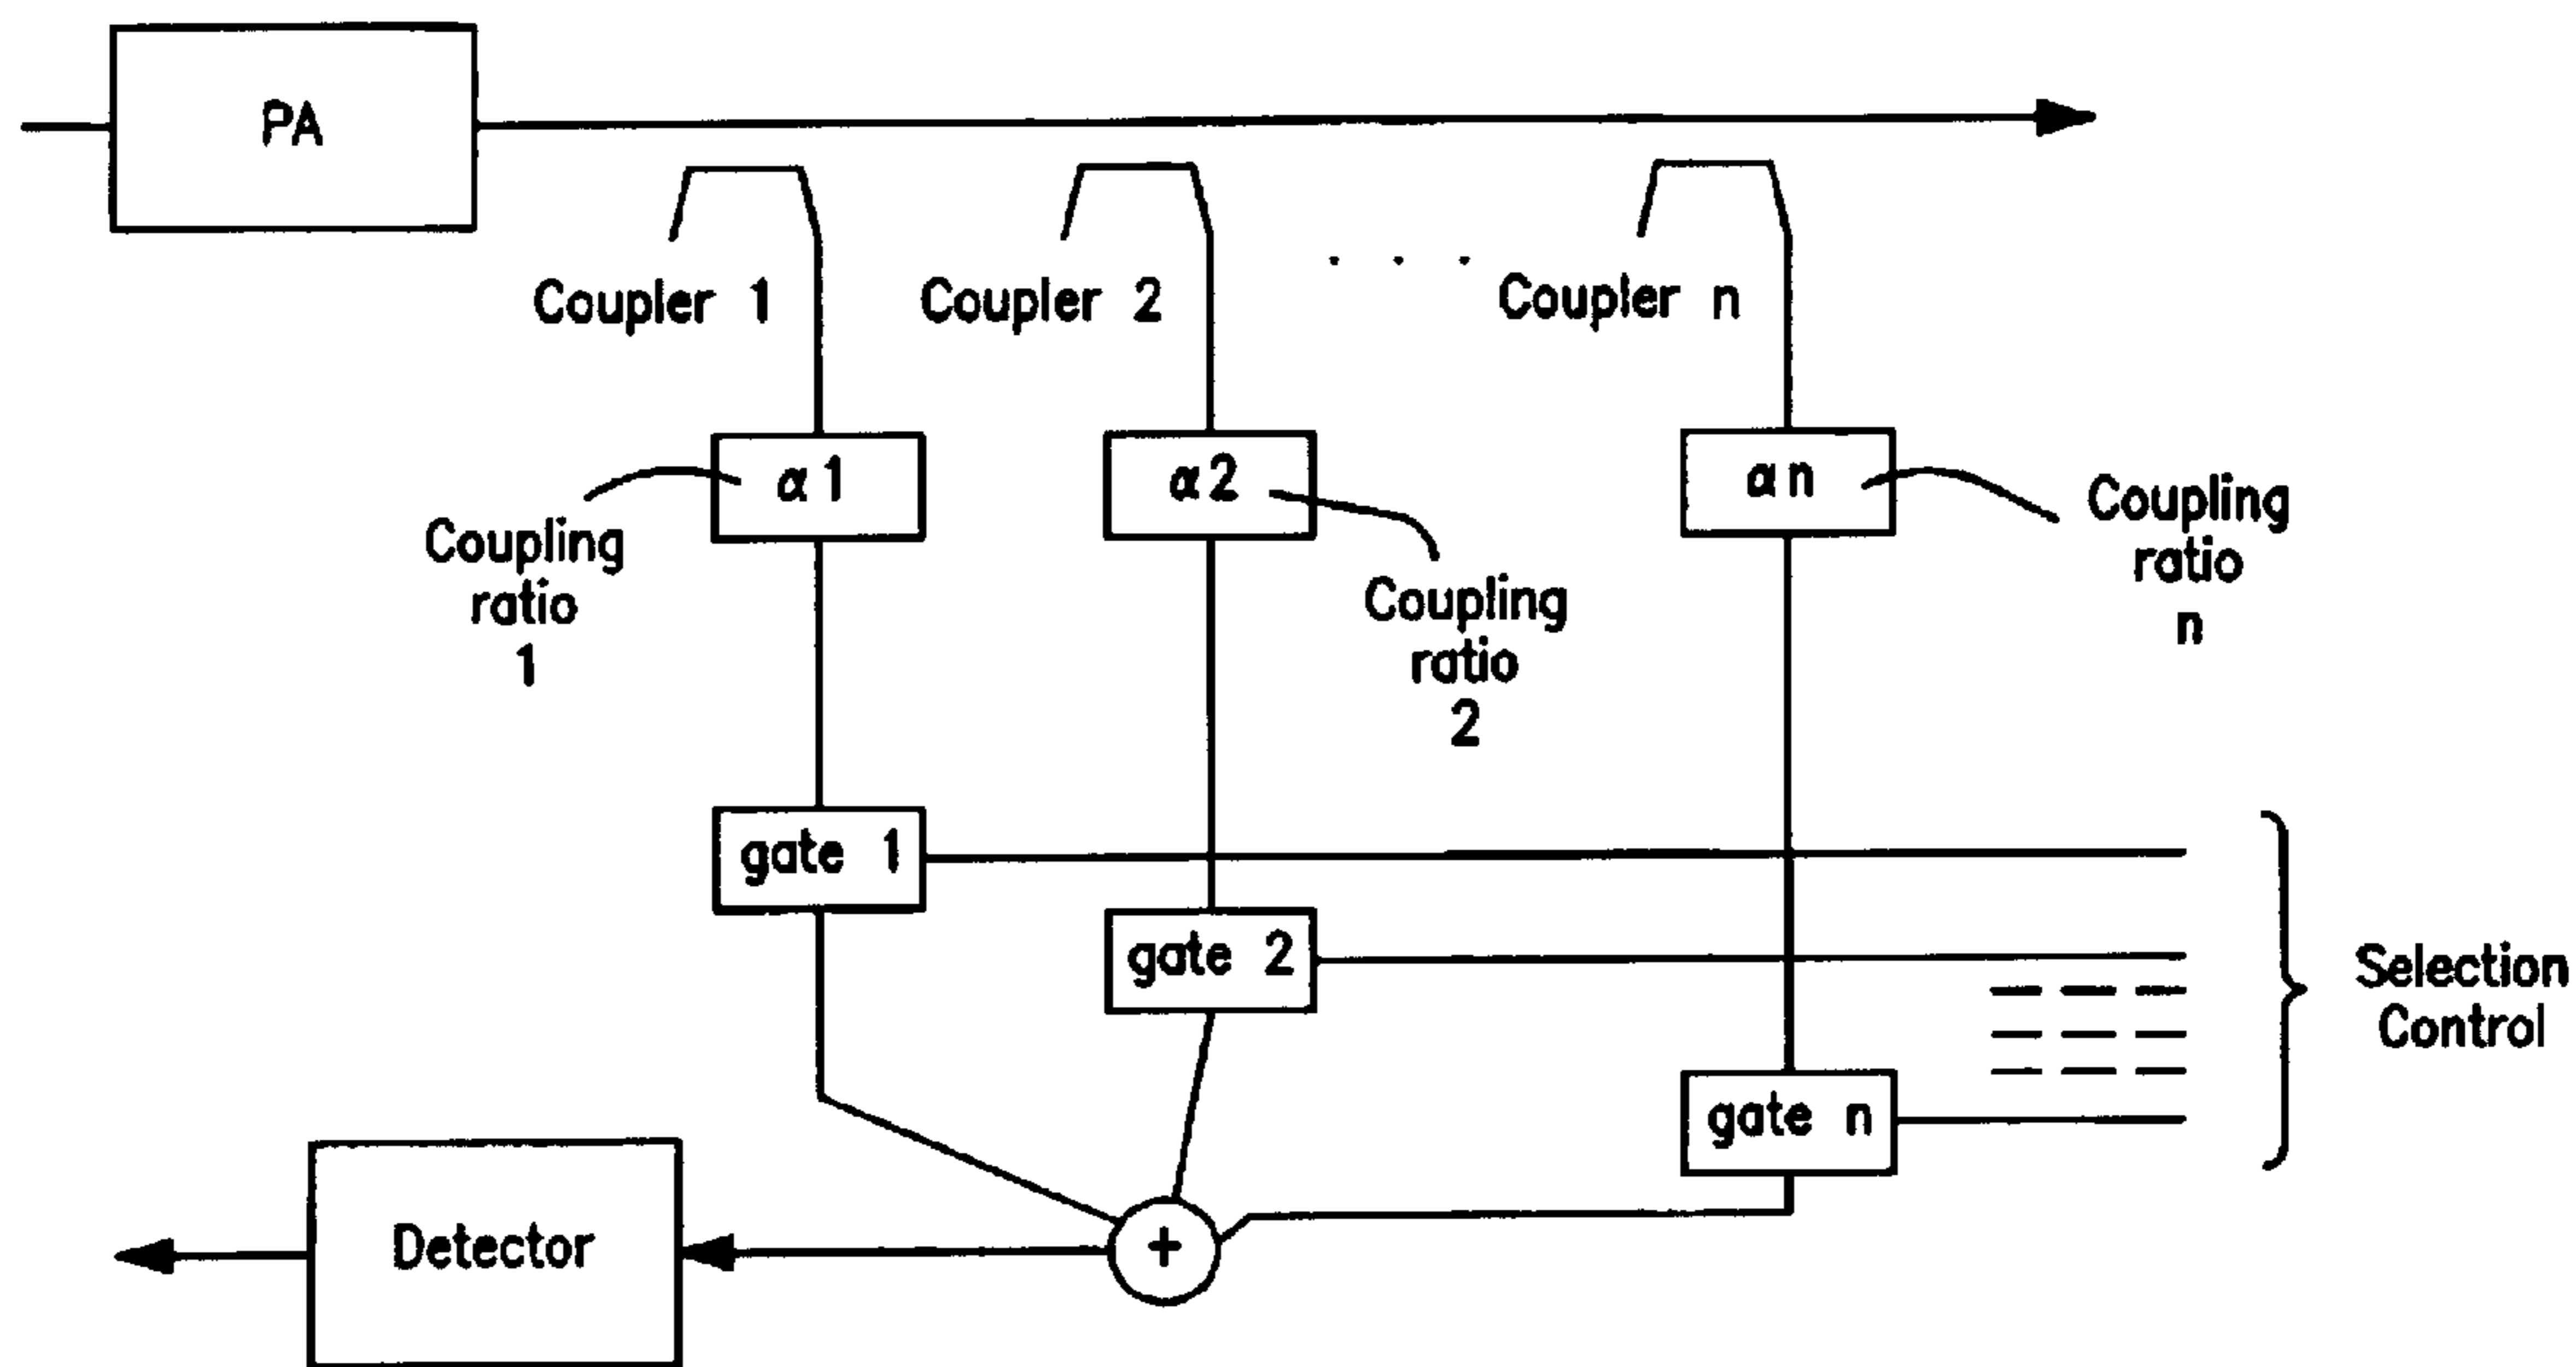 PA
Coupler 1
Coupler 2
. . .
Coupler n
α1
α2
αn
Coupling
ratio
1
Coupling
ratio
2
Coupling
ratio
n
gate 1
gate 2
gate n
Selection
Control
Detector
+